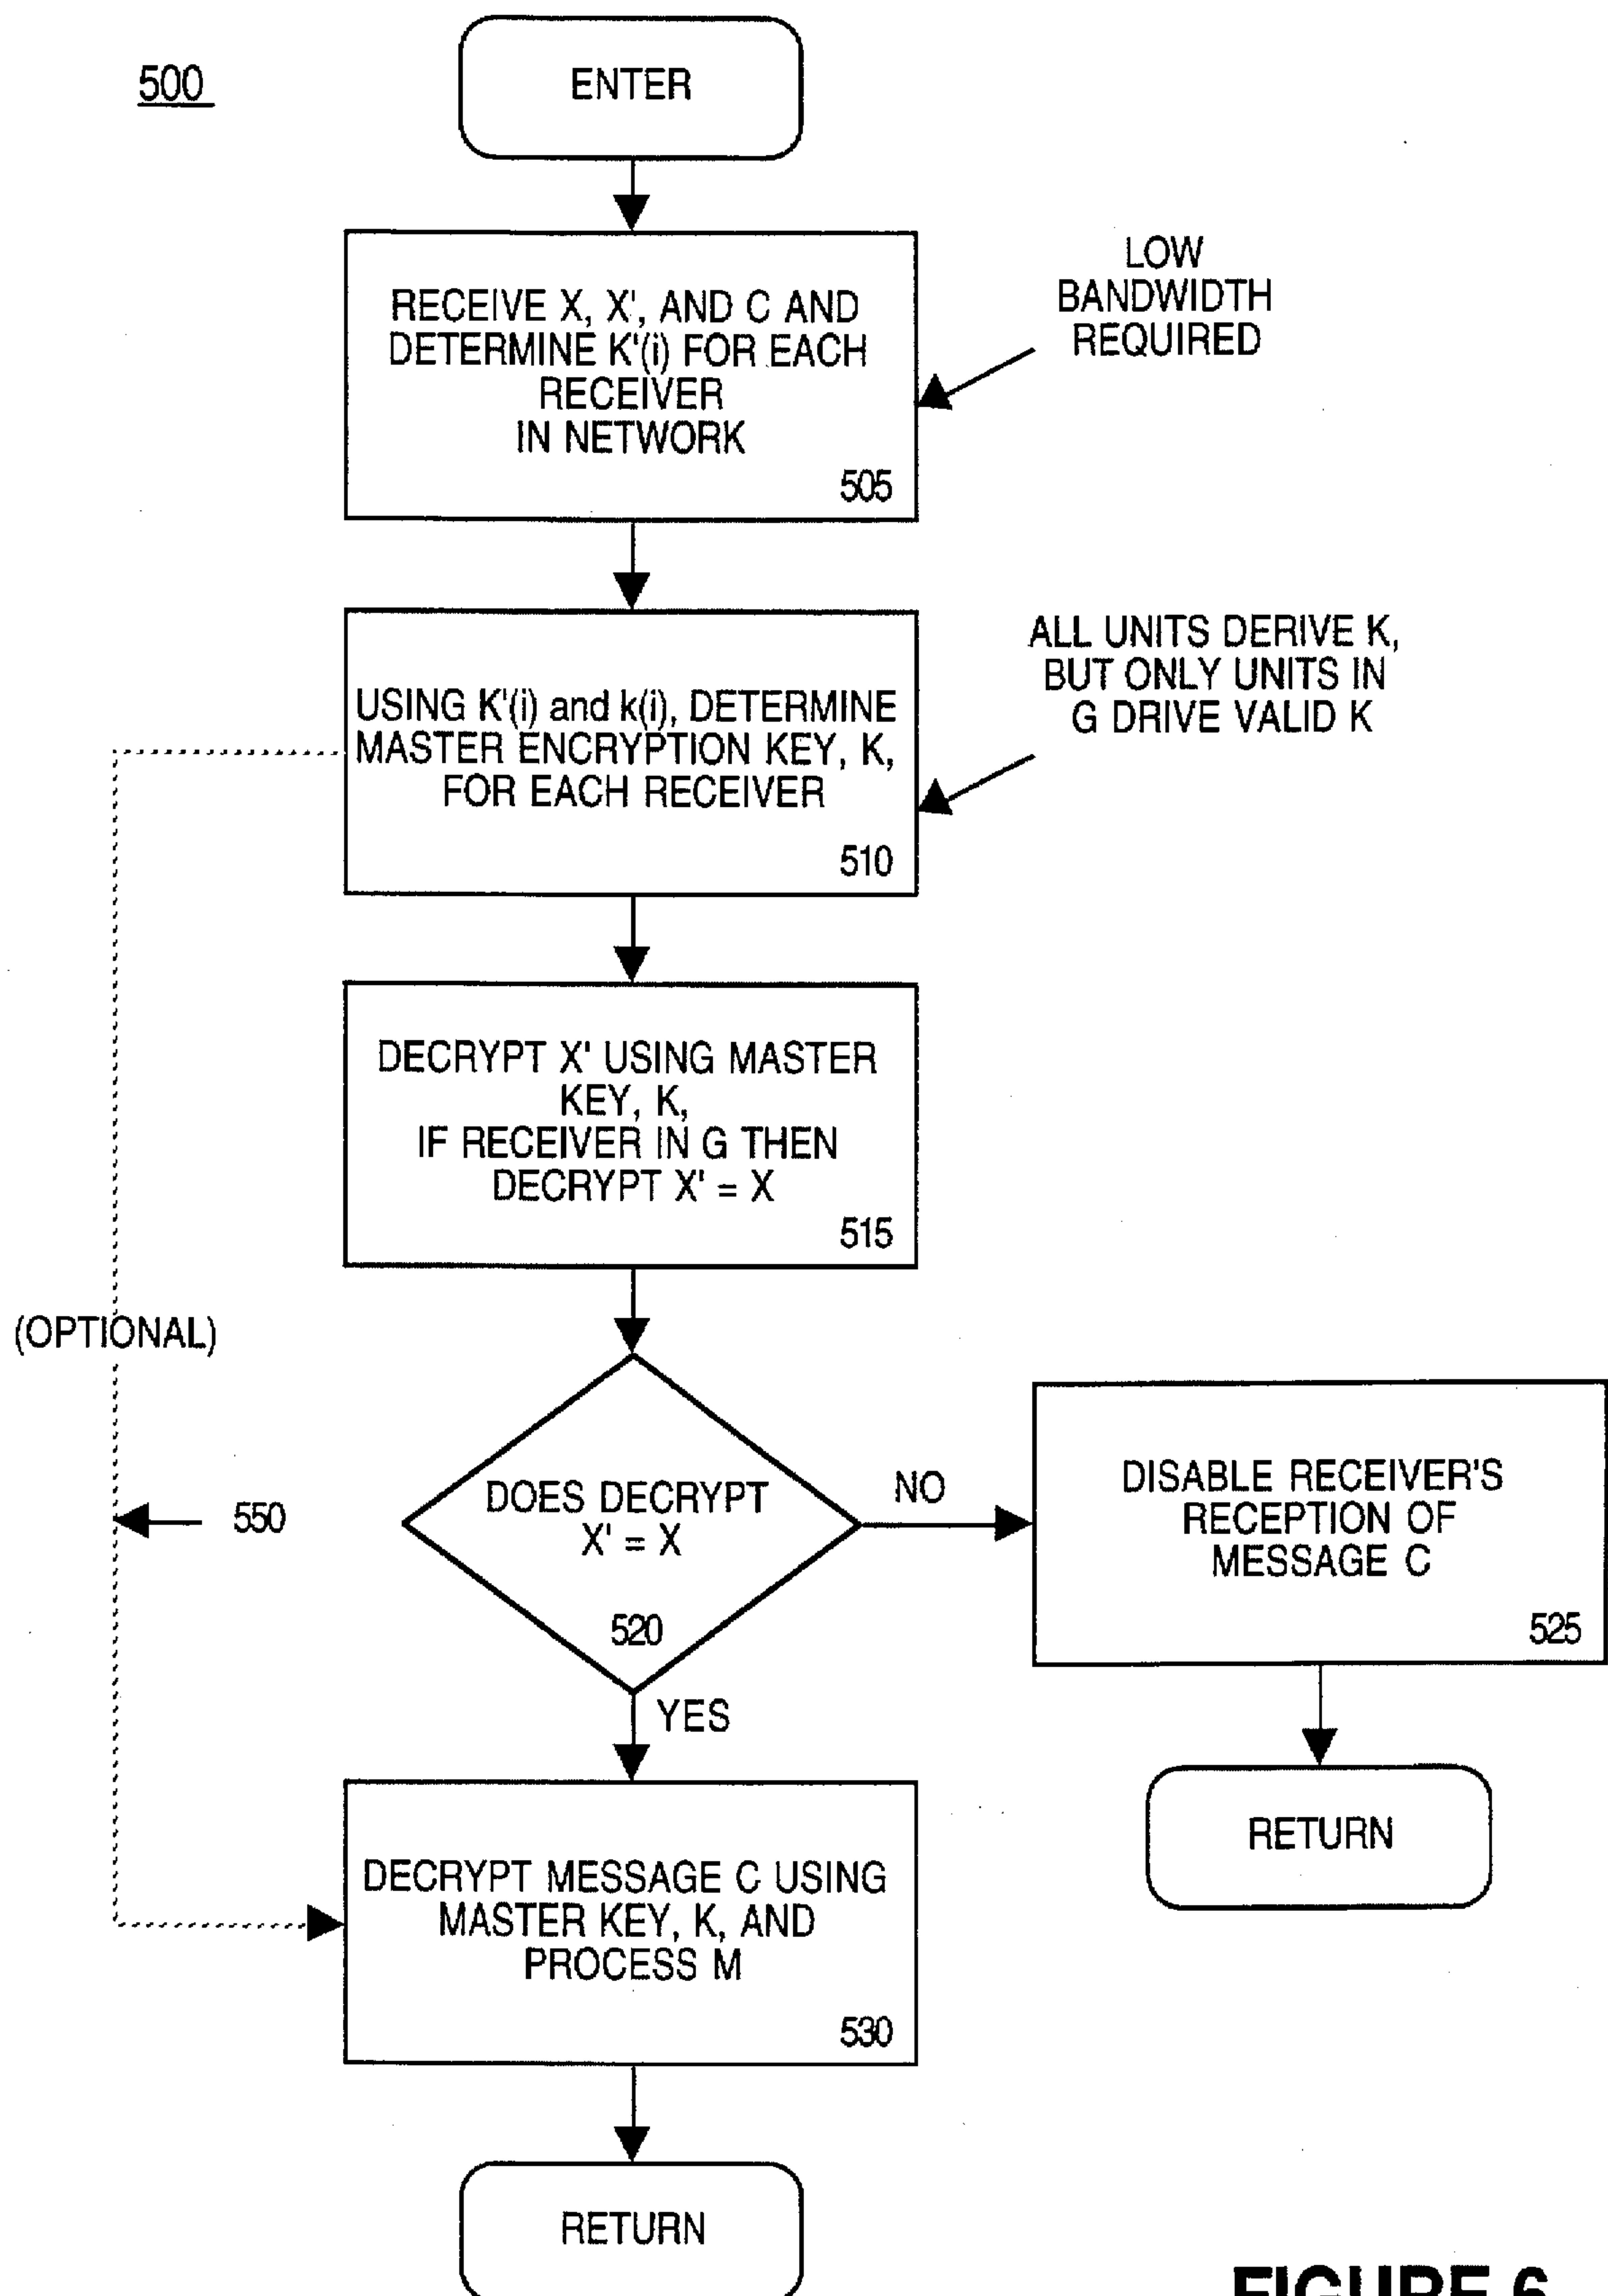 500
ENTER
RECEIVE X, X', AND C AND
DETERMINE K'(i) FOR EACH
RECEIVER
IN NETWORK
505
LOW
BANDWIDTH
REQUIRED
USING K'(i) and k(i), DETERMINE
MASTER ENCRYPTION KEY, K,
FOR EACH RECEIVER
510
ALL UNITS DERIVE K,
BUT ONLY UNITS IN
G DRIVE VALID K
DECRYPT X' USING MASTER
KEY, K,
IF RECEIVER IN G THEN
DECRYPT X' = X
515
(OPTIONAL)
550
DOES DECRYPT
X' = X
520
NO
DISABLE RECEIVER'S
RECEPTION OF
MESSAGE C
525
YES
RETURN
DECRYPT MESSAGE C USING
MASTER KEY, K, AND
PROCESS M
530
RETURN
FIGURE 6